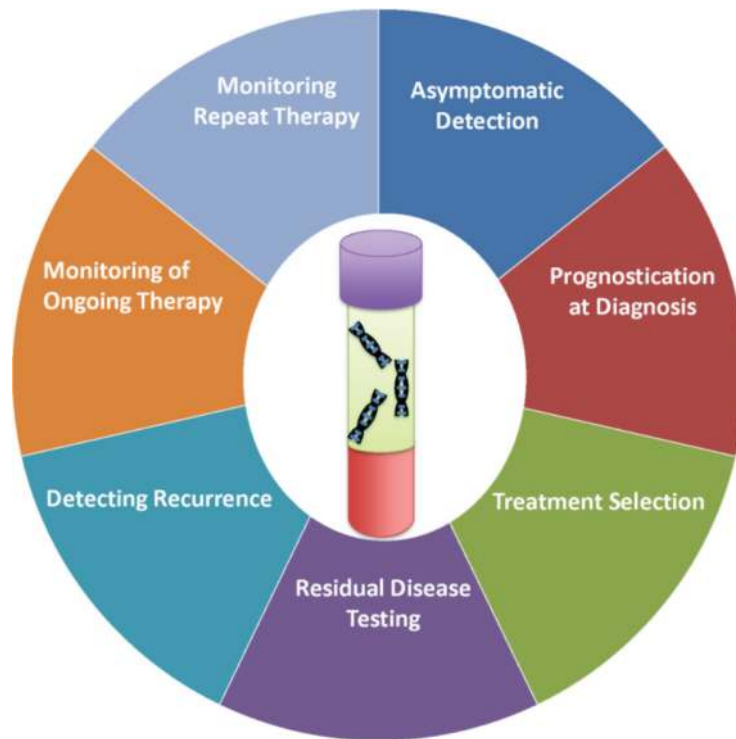 Asymptomatic
Detection
Prognostication
at Diagnosis
Treatment Selection
Residual Disease
Testing
Detecting Recurrence
Monitoring of
Ongoing Therapy
Monitoring
Repeat Therapy